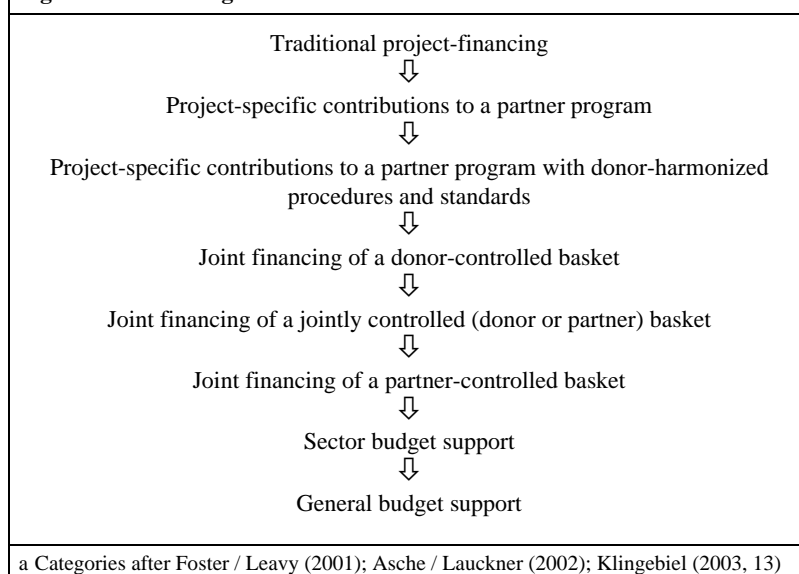 Traditional project-financing
⇩
Project-specific contributions to a partner program
⇩
Project-specific contributions to a partner program with donor-harmonized
procedures and standards
⇩
Joint financing of a donor-controlled basket
⇩
Joint financing of a jointly controlled (donor or partner) basket
⇩
Joint financing of a partner-controlled basket
⇩
Sector budget support
⇩
General budget support
a Categories after Foster / Leavy (2001); Asche / Lauckner (2002); Klingebiel (2003, 13)